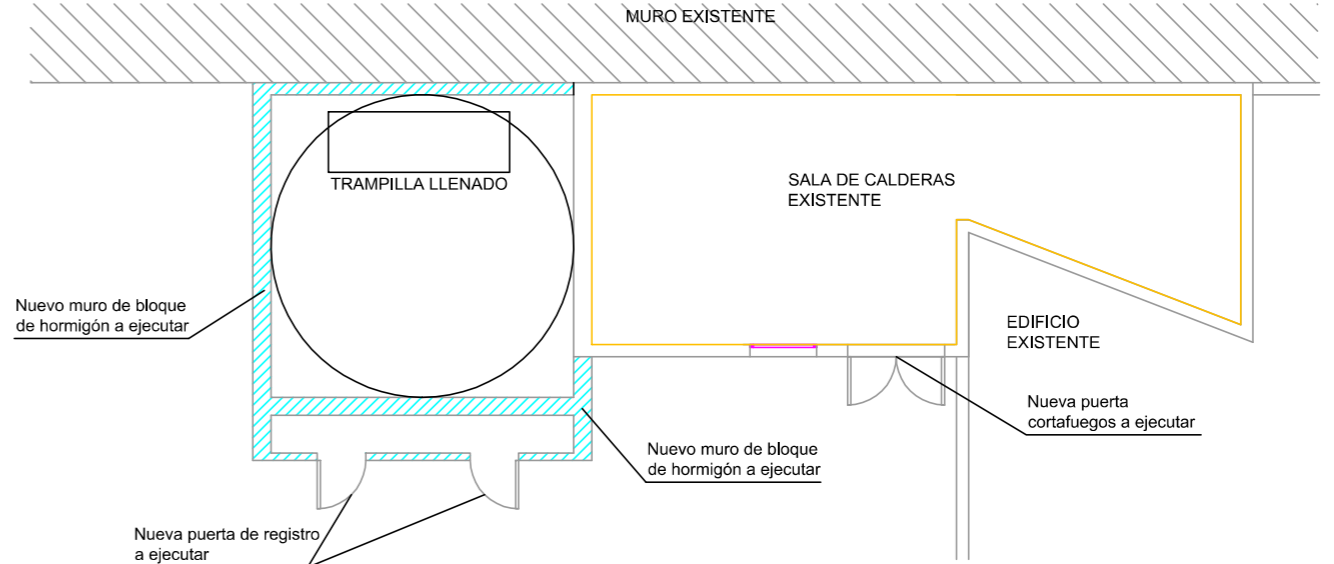 MURO EXISTENTE
TRAMPILLA LLENADO
SALA DE CALDERAS
EXISTENTE
Nuevo muro de bloque
de hormigón a ejecutar
EDIFICIO
EXISTENTE
Nueva puerta
cortafuegos a ejecutar
Nuevo muro de bloque
de hormigón a ejecutar
Nueva puerta de registro
a ejecutar